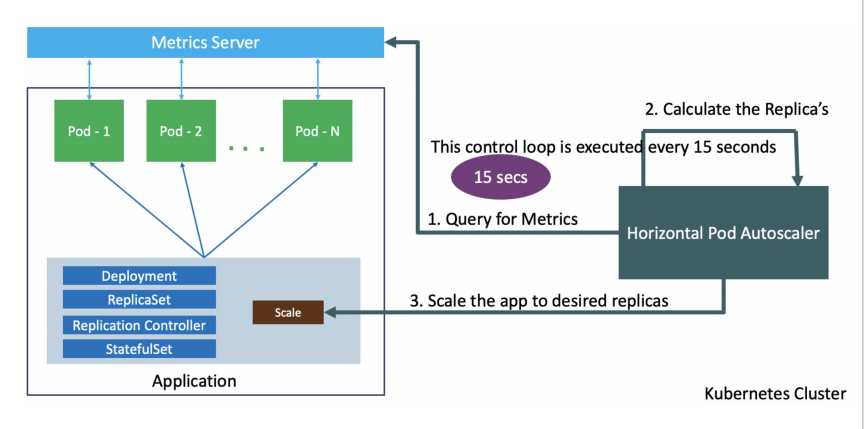 Metrics Server
Pod - 1
Pod - 2
. . .
Pod - N
2. Calculate the Replica's
This control loop is executed every 15 seconds
15 secs
1. Query for Metrics
Horizontal Pod Autoscaler
Deployment
ReplicaSet
Replication Controller
StatefulSet
Scale
3. Scale the app to desired replicas
Application
Kubernetes Cluster